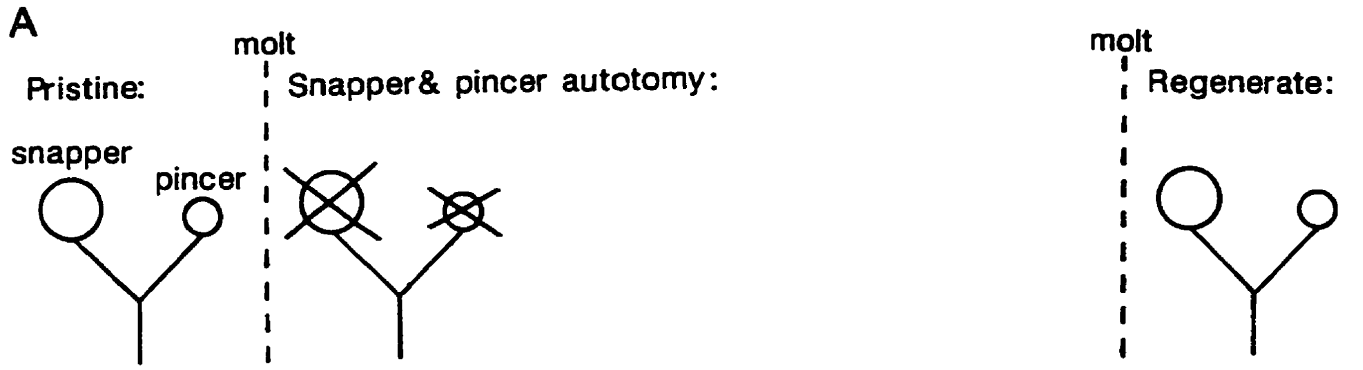 A
molt
molt
Pristine:
Snapper & pincer autotomy:
Regenerate:
snapper
pincer